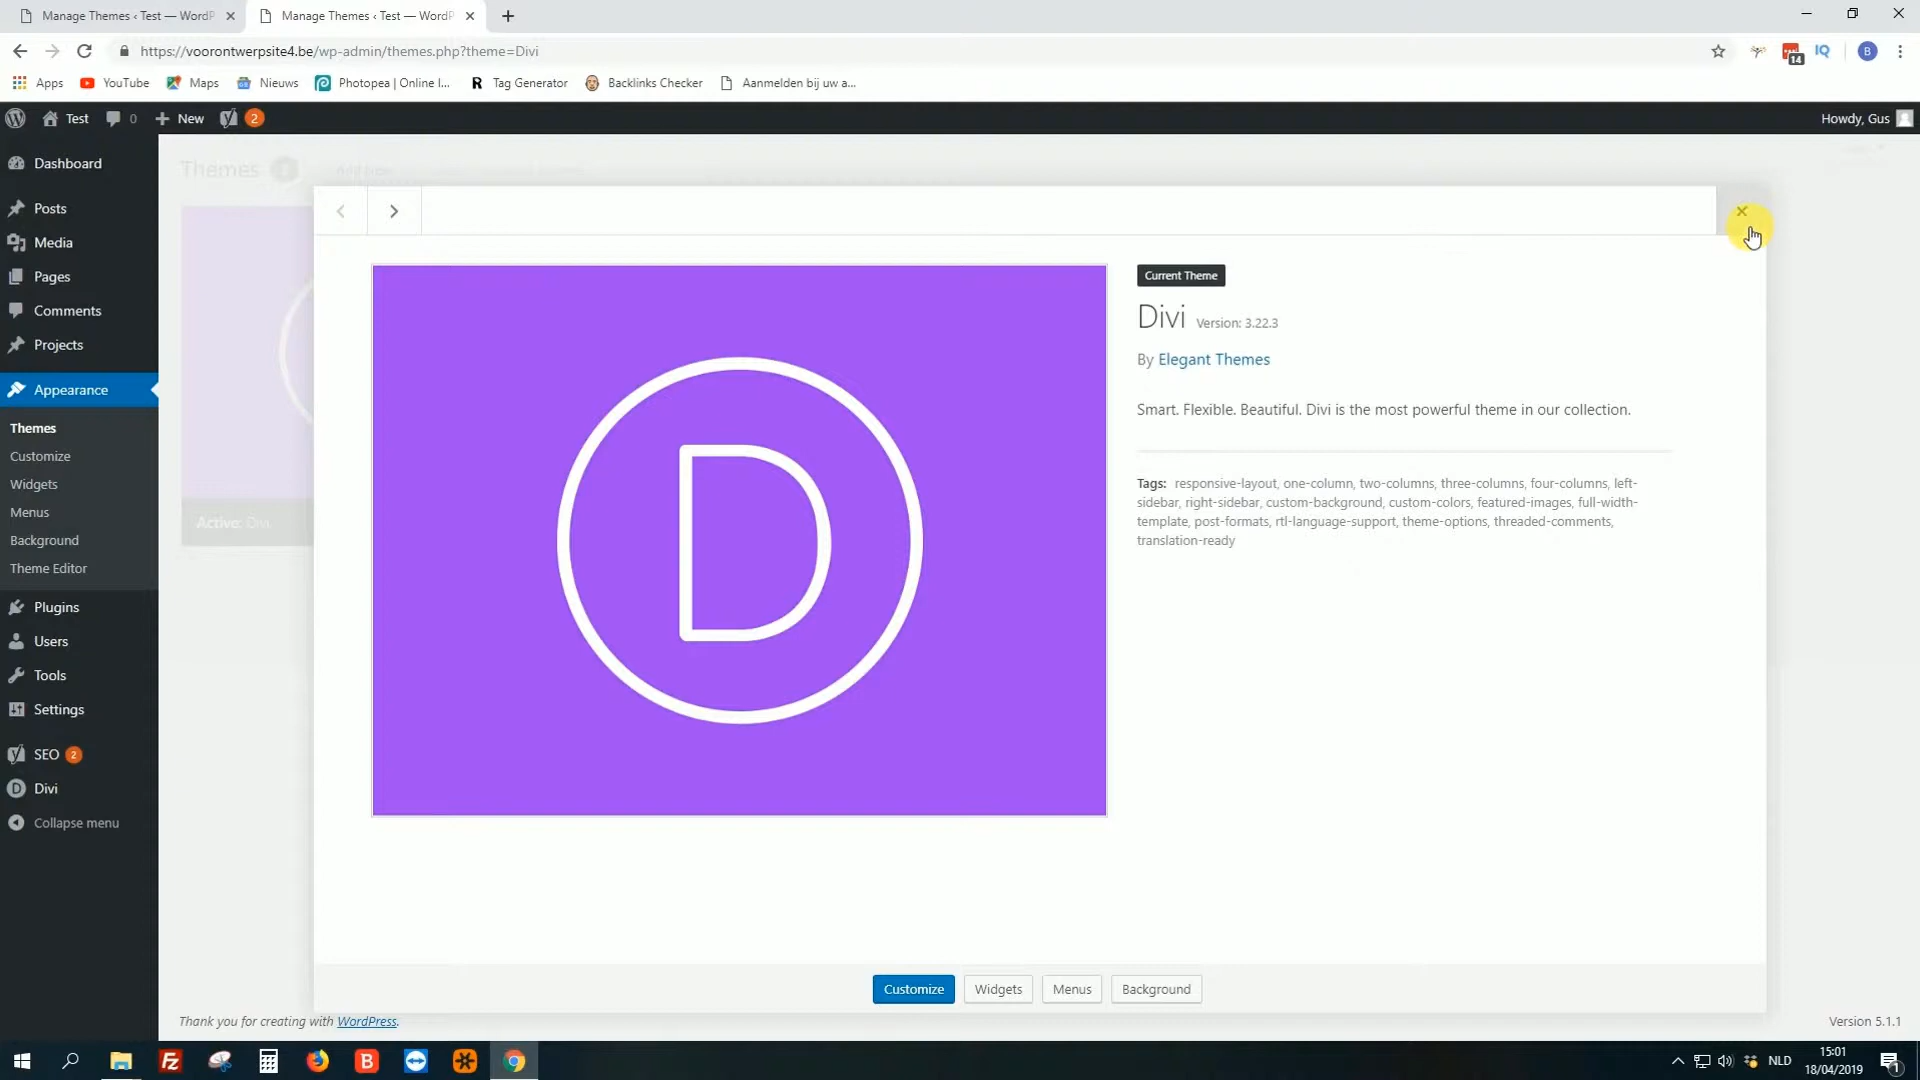 Manage Themes ‹ Test — WordP
Manage Themes ‹ Test — WordP
https://voorontwerpsite4.be/wp-admin/themes.php?theme=Divi
14
IQ
B
Apps YouTube Maps Nieuws Photopea | Online I... R Tag Generator Backlinks Checker Aanmelden bij uw a...
Test 0 New 2
Howdy, Gus
Dashboard
Posts
Media
Pages
Comments
Projects
Appearance
Themes
Customize
Widgets
Menus
Background
Theme Editor
Plugins
Users
Tools
Settings
SEO 2
Divi
Collapse menu
Themes
Active: Divi
D
Current Theme
Divi Version: 3.22.3
By Elegant Themes
Smart. Flexible. Beautiful. Divi is the most powerful theme in our collection.
Tags: responsive-layout, one-column, two-columns, three-columns, four-columns, left-
sidebar, right-sidebar, custom-background, custom-colors, featured-images, full-width-
template, post-formats, rtl-language-support, theme-options, threaded-comments,
translation-ready
Customize Widgets Menus Background
Thank you for creating with WordPress.
Version 5.1.1
Fz B
NLD
15:01
18/04/2019
1